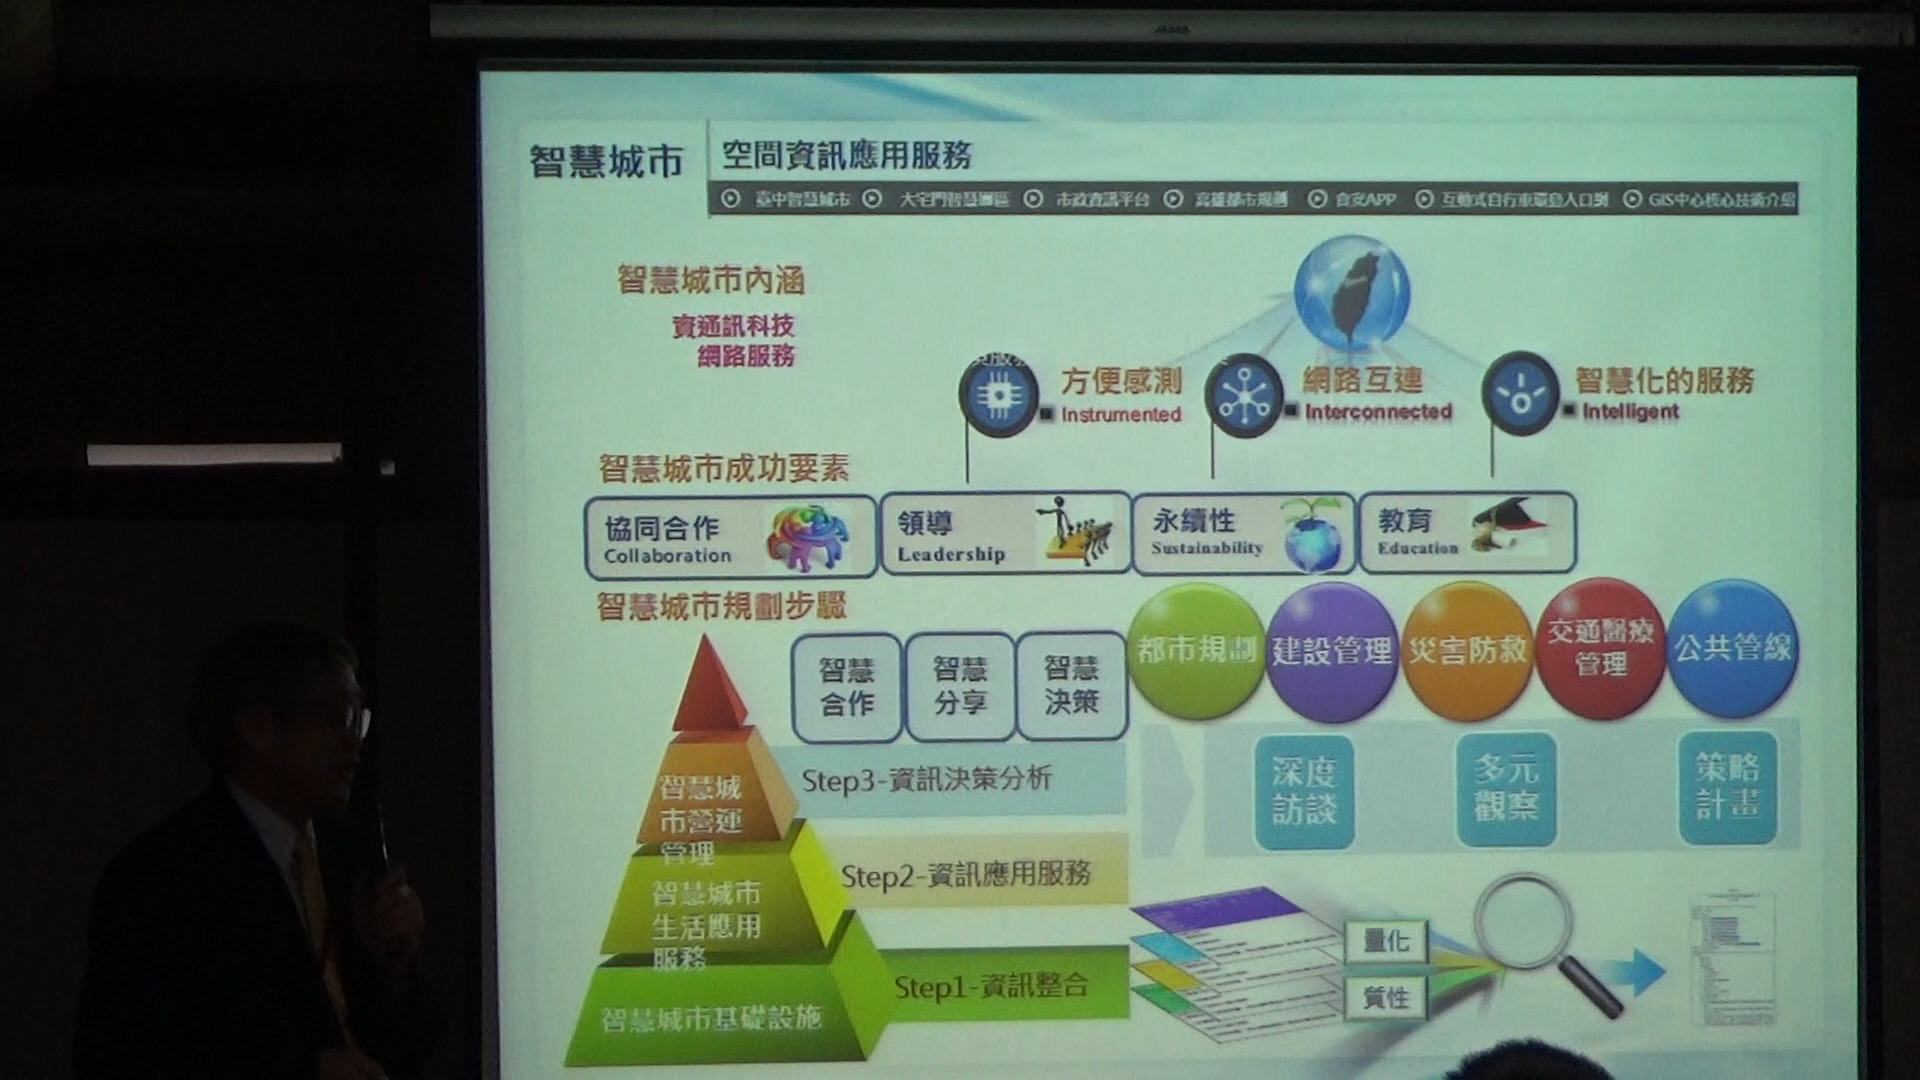 智慧城市
空間資訊應用服務
臺中智慧城市
大宅門智慧園區
市政資訊平台
高雄都市規劃
食安APP
互動式自行車環島入口網
GIS中心核心技術介紹
智慧城市內涵
資通訊科技
網路服務
方便感測
Instrumented
網路互連
Interconnected
智慧化的服務
Intelligent
智慧城市成功要素
協同合作
Collaboration
領導
Leadership
永續性
Sustainability
教育
Education
智慧城市規劃步驟
智慧
合作
智慧
分享
智慧
決策
都市規劃
建設管理
災害防救
交通醫療
管理
公共管線
智慧城
市營運
管理
Step3-資訊決策分析
深度
訪談
多元
觀察
策略
計畫
智慧城市
生活應用
服務
Step2-資訊應用服務
智慧城市基礎設施
Step1-資訊整合
量化
質性